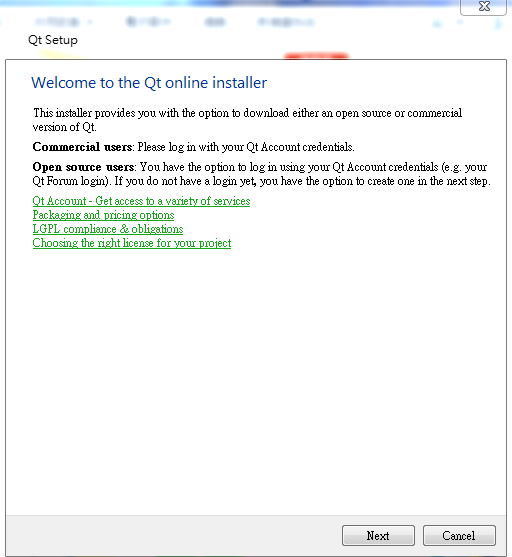 Qt Setup
Welcome to the Qt online installer
This installer provides you with the option to download either an open source or commercial
version of Qt.
Commercial users: Please log in with your Qt Account credentials.
Open source users: You have the option to log in using your Qt Account credentials (e.g. your
Qt Forum login). If you do not have a login yet, you have the option to create one in the next step.
Qt Account - Get access to a variety of services
Packaging and pricing options
LGPL compliance & obligations
Choosing the right license for your project
Next
Cancel